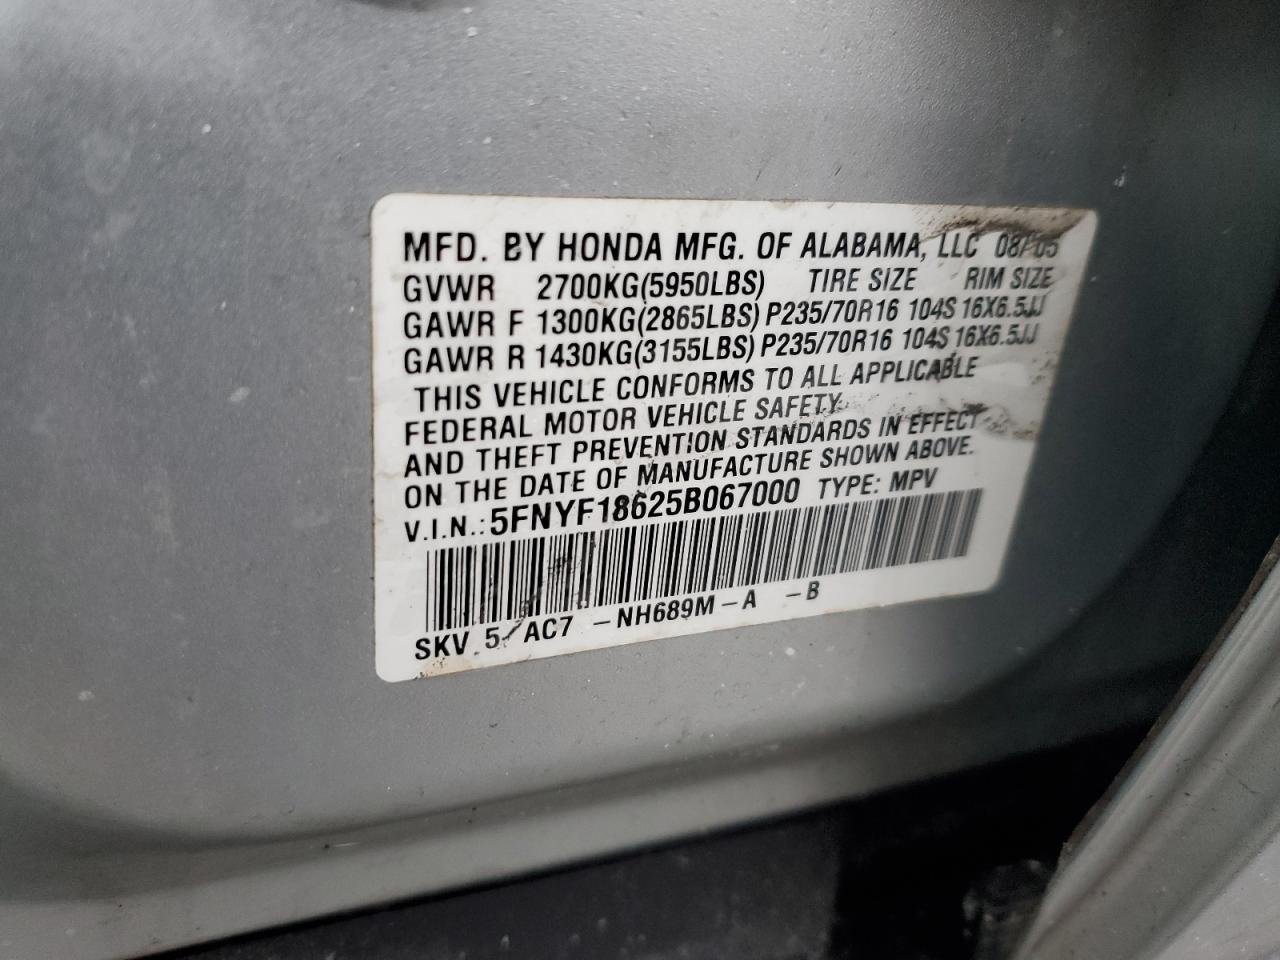 MFD. BY HONDA MFG. OF ALABAMA, LLC 08/05
GVWR 2700KG(5950LBS) TIRE SIZE RIM SIZE
GAWR F 1300KG(2865LBS) P235/70R16 104S 16X6.5JJ
GAWR R 1430KG(3155LBS) P235/70R16 104S 16X6.5JJ
THIS VEHICLE CONFORMS TO ALL APPLICABLE
FEDERAL MOTOR VEHICLE SAFETY
AND THEFT PREVENTION STANDARDS IN EFFECT
ON THE DATE OF MANUFACTURE SHOWN ABOVE.
V.I.N.: 5FNYF18625B067000 TYPE: MPV
SKV 5 AC7 -NH689M-A -B